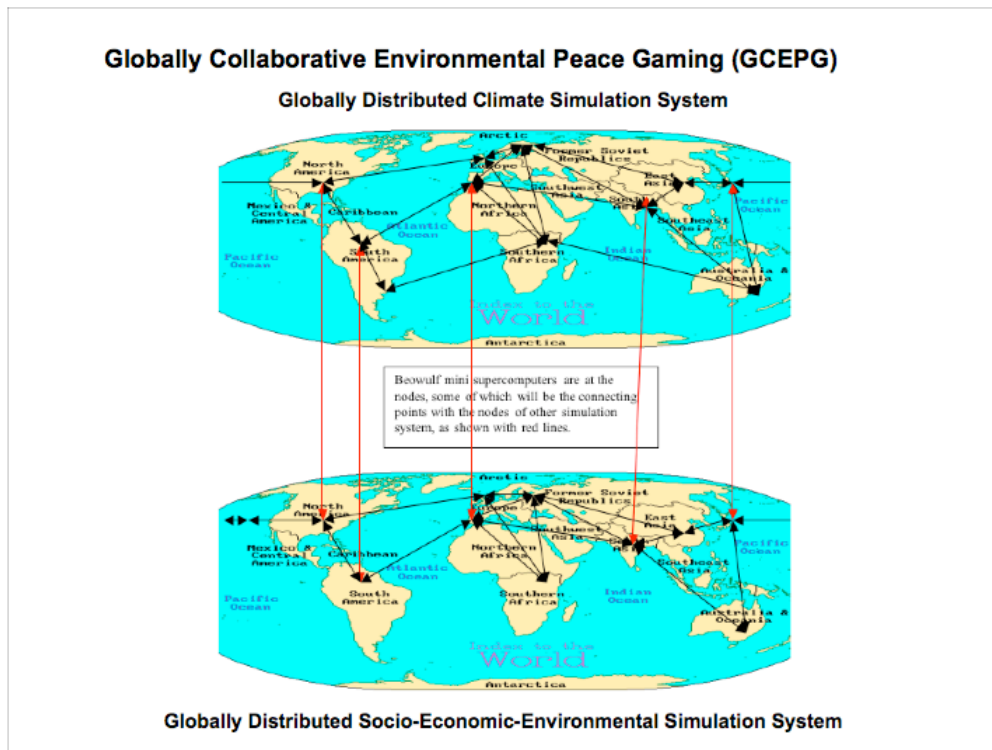 Globally Collaborative Environmental Peace Gaming (GCEPG)
Globally Distributed Climate Simulation System
Arctic
North
America
Former Soviet
Republics
Europe
East
Asia
Southwest
Asia
Mexico &
Central
America
Caribbean
Northern
Africa
Atlantic
Ocean
Southeast
Asia
Pacific
Ocean
Pacific
Ocean
South
America
Southern
Africa
Indian
Ocean
Australia &
Oceania
Index to the
World
Antarctica
Beowulf mini supercomputers are at the
nodes, some of which will be the connecting
points with the nodes of other simulation
system, as shown with red lines.
Arctic
North
America
Former Soviet
Republics
Europe
East
Asia
Southwest
Asia
Mexico &
Central
America
Caribbean
Northern
Africa
Atlantic
Ocean
Southeast
Asia
Pacific
Ocean
Pacific
Ocean
South
America
Southern
Africa
Indian
Ocean
Australia &
Oceania
Index to the
World
Antarctica
Globally Distributed Socio-Economic-Environmental Simulation System